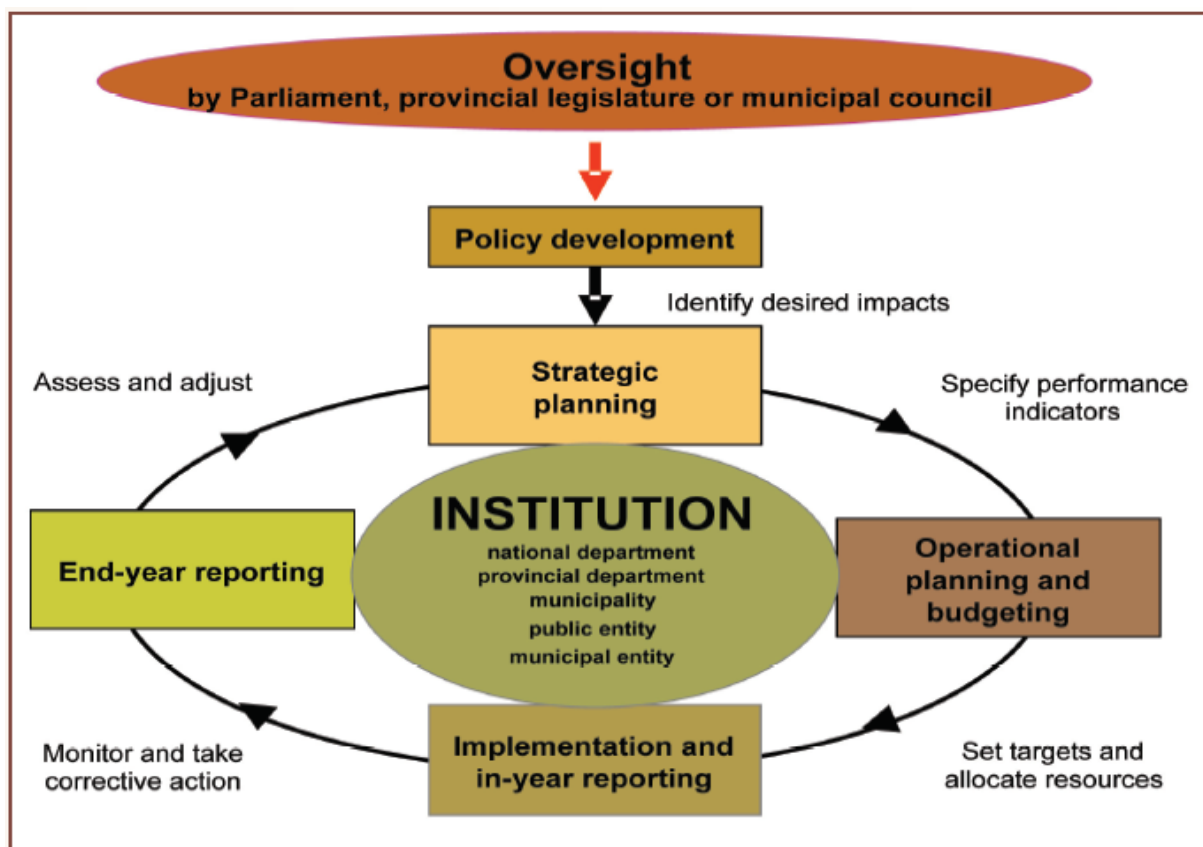 Oversight
by Parliament, provincial legislature or municipal council
Policy development
Identify desired impacts
Strategic
planning
Assess and adjust
Specify performance
indicators
INSTITUTION
national department
provincial department
municipality
public entity
municipal entity
End-year reporting
Operational
planning and
budgeting
Implementation and
in-year reporting
Monitor and take
corrective action
Set targets and
allocate resources